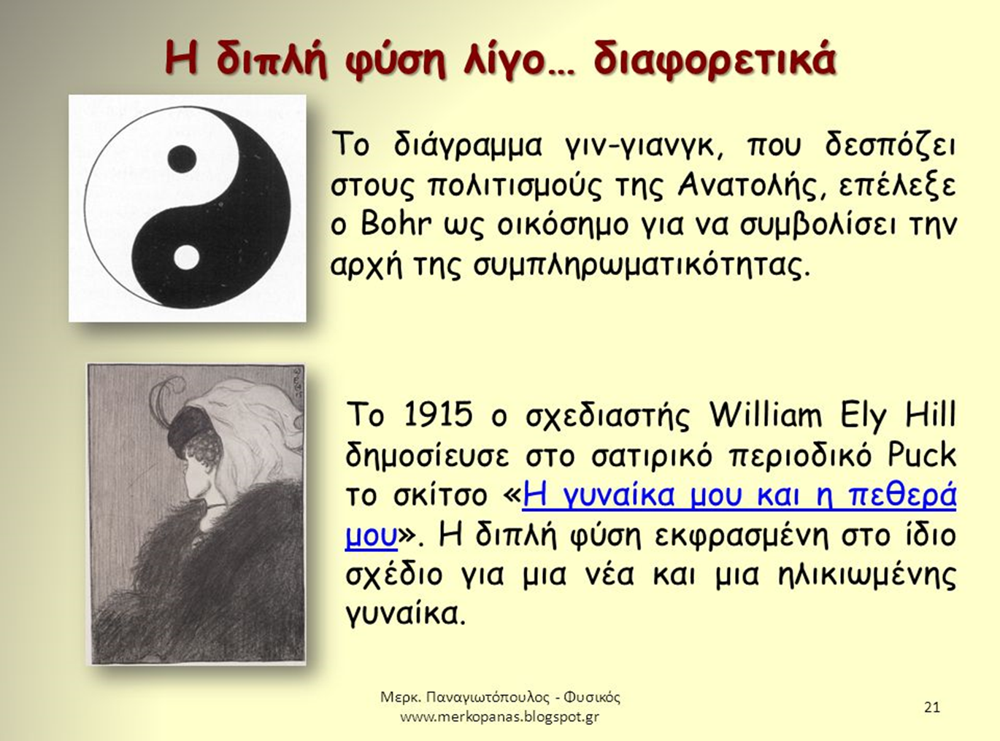 Η διπλή φύση λίγο... διαφορετικά
Το διάγραμμα γιν-γιανγκ, που δεσπόζει
στους πολιτισμούς της Ανατολής, επέλεξε
ο Bohr ως οικόσημο για να συμβολίσει την
αρχή της συμπληρωματικότητας.
Το 1915 ο σχεδιαστής William Ely Hill
δημοσίευσε στο σατιρικό περιοδικό Puck
το σκίτσο «Η γυναίκα μου και η πεθερά
μου». Η διπλή φύση εκφρασμένη στο ίδιο
σχέδιο για μια νέα και μια ηλικιωμένης
γυναίκα.
Μερκ. Παναγιωτόπουλος - Φυσικός
www.merkopanas.blogspot.gr
21